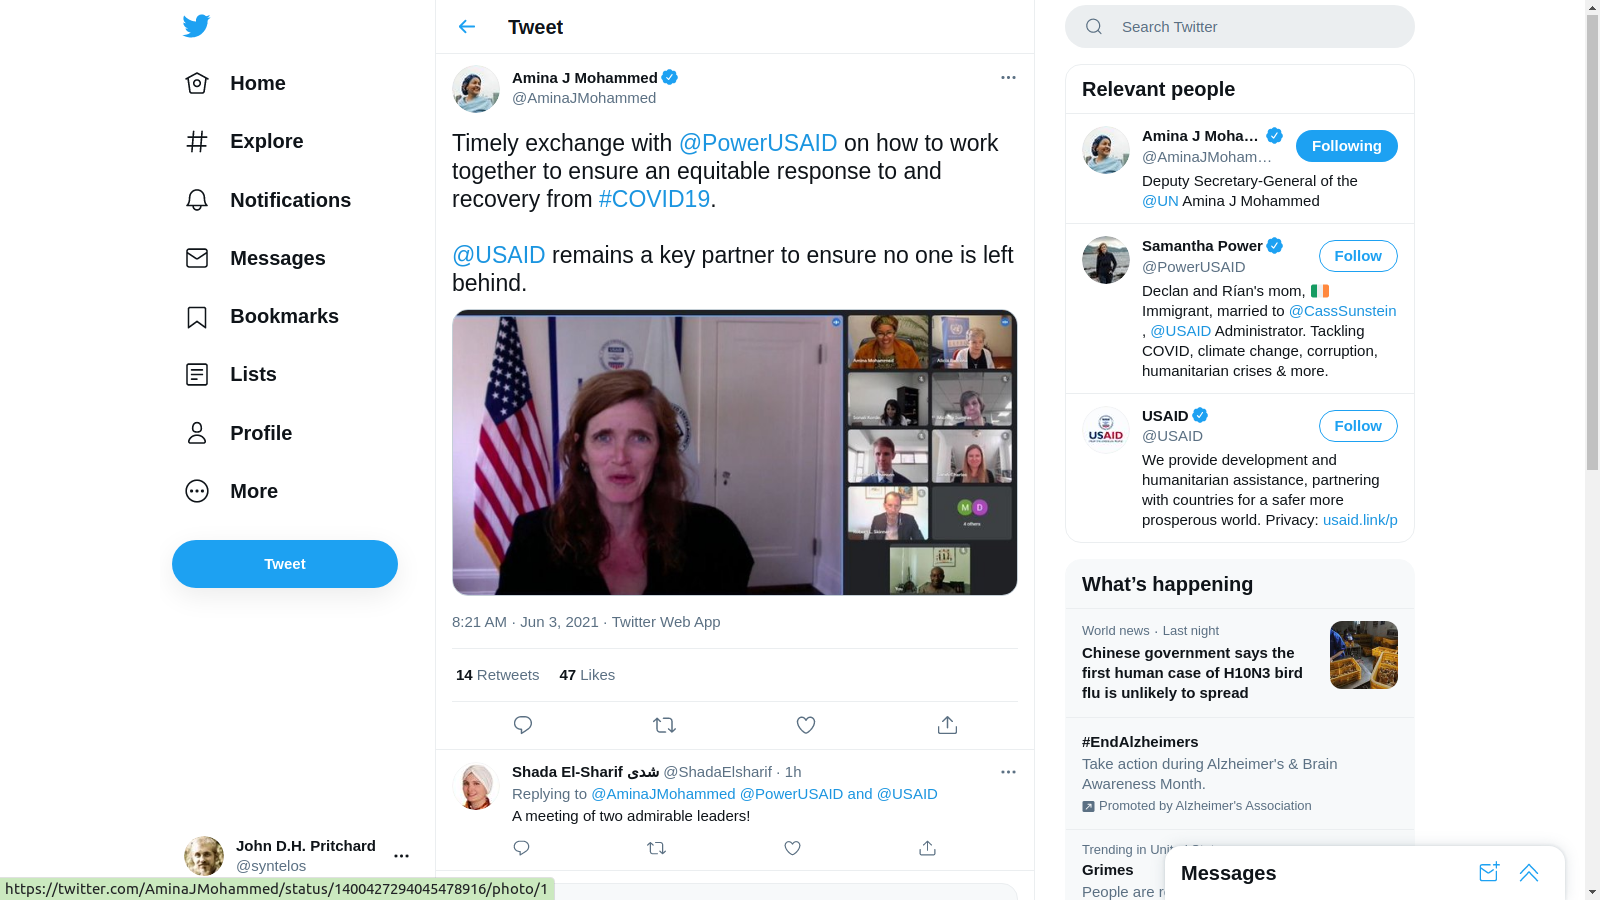 Home
Explore
Notifications
Messages
Bookmarks
Lists
Profile
More
Tweet
John D.H. Pritchard
@syntelos
https://twitter.com/AminaJMohammed/status/1400427294045478916/photo/1
Tweet
Amina J Mohammed
@AminaJMohammed
Timely exchange with @PowerUSAID on how to work
together to ensure an equitable response to and
recovery from #COVID19.
@USAID remains a key partner to ensure no one is left
behind.
Amina Mohammed
M D
4 others
8:21 AM · Jun 3, 2021 · Twitter Web App
14 Retweets 47 Likes
Shada El-Sharif شدى @ShadaElsharif · 1h
Replying to @AminaJMohammed @PowerUSAID and @USAID
A meeting of two admirable leaders!
Search Twitter
Relevant people
Amina J Moha...
@AminaJMoham...
Following
Deputy Secretary-General of the
@UN Amina J Mohammed
Samantha Power
@PowerUSAID
Follow
Declan and Rían's mom, 🇮🇪
Immigrant, married to @CassSunstein
, @USAID Administrator. Tackling
COVID, climate change, corruption,
humanitarian crises & more.
USAID
USAID
@USAID
Follow
We provide development and
humanitarian assistance, partnering
with countries for a safer more
prosperous world. Privacy: usaid.link/p
What's happening
World news · Last night
Chinese government says the
first human case of H10N3 bird
flu is unlikely to spread
#EndAlzheimers
Take action during Alzheimer's & Brain
Awareness Month.
Promoted by Alzheimer's Association
Trending in Unit
Grimes
People are r
Messages